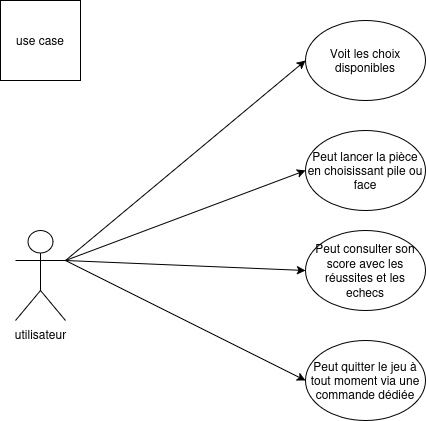 use case
Voit les choix
disponibles
Peut lancer la pièce
en choisissant pile ou
face
Peut consulter son
score avec les
réussites et les
echecs
utilisateur
Peut quitter le jeu à
tout moment via une
commande dédiée